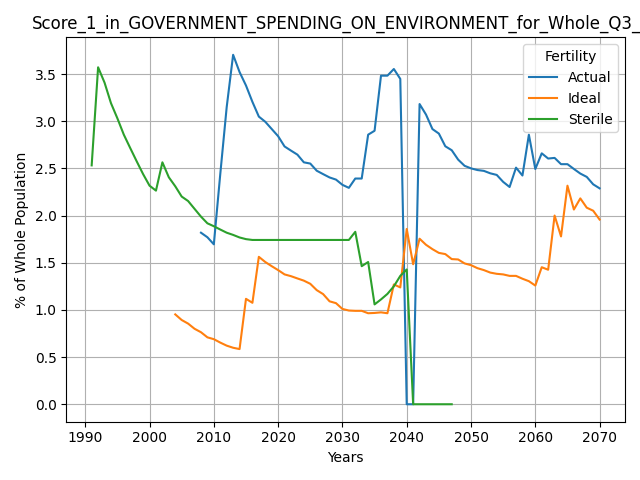 Score_1_in_GOVERNMENT_SPENDING_ON_ENVIRONMENT_for_Whole_Q3_
Fertility
Actual
Ideal
Sterile
% of Whole Population
3.5
3.0
2.5
2.0
1.5
1.0
0.5
0.0
1990 2000 2010 2020 2030 2040 2050 2060 2070
Years